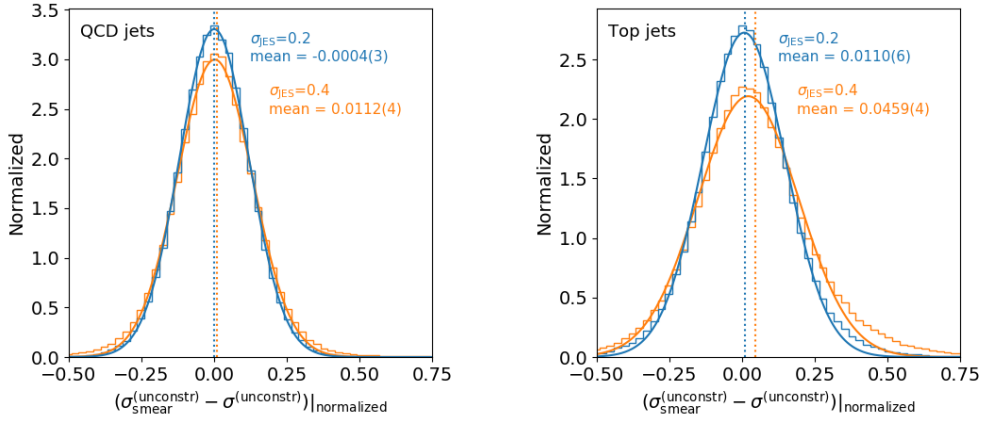 QCD jets
σJES=0.2
mean = -0.0004(3)
σJES=0.4
mean = 0.0112(4)
Normalized
3.5
3.0
2.5
2.0
1.5
1.0
0.5
0.0
−0.50 −0.25 0.00 0.25 0.50 0.75
(σ_smear^(unconstr) − σ^(unconstr))|normalized
Top jets
σJES=0.2
mean = 0.0110(6)
σJES=0.4
mean = 0.0459(4)
Normalized
2.5
2.0
1.5
1.0
0.5
0.0
−0.50 −0.25 0.00 0.25 0.50 0.75
(σ_smear^(unconstr) − σ^(unconstr))|normalized